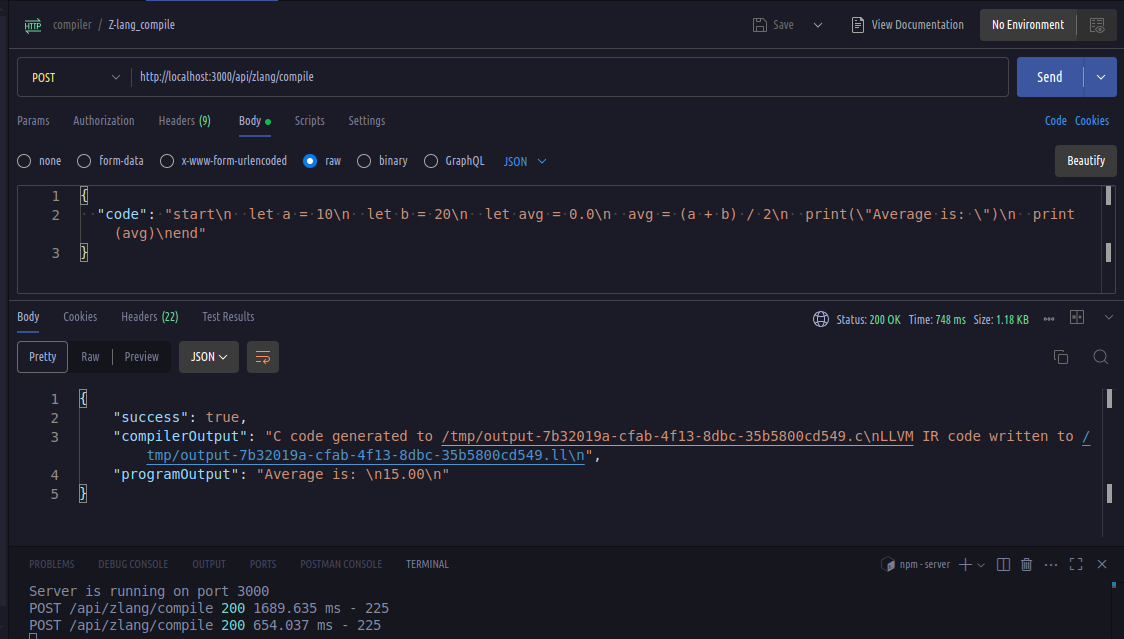 HTTP compiler / Z-lang_compile Save View Documentation No Environment
POST http://localhost:3000/api/zlang/compile Send
Params Authorization Headers (9) Body Scripts Settings Code Cookies
none form-data x-www-form-urlencoded raw binary GraphQL JSON Beautify
1 {
2 "code": "start\n let a = 10\n let b = 20\n let avg = 0.0\n avg = (a + b) / 2\n print(\"Average is: \")\n print
(avg)\nend"
3 }
Body Cookies Headers (22) Test Results Status: 200 OK Time: 748 ms Size: 1.18 KB
Pretty Raw Preview JSON
1 {
2 "success": true,
3 "compilerOutput": "C code generated to /tmp/output-7b32019a-cfab-4f13-8dbc-35b5800cd549.c\nLLVM IR code written to /
tmp/output-7b32019a-cfab-4f13-8dbc-35b5800cd549.ll\n",
4 "programOutput": "Average is: \n15.00\n"
5 }
PROBLEMS DEBUG CONSOLE OUTPUT PORTS POSTMAN CONSOLE TERMINAL npm - server
Server is running on port 3000
POST /api/zlang/compile 200 1689.635 ms - 225
POST /api/zlang/compile 200 654.037 ms - 225